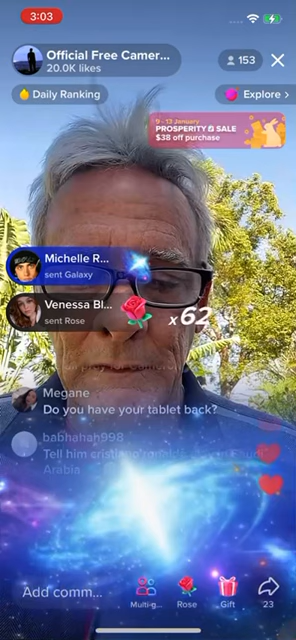 3:03
Official Free Camer...
20.0K likes
153
Daily Ranking
Explore >
9 - 13 January
PROSPERITY & SALE
$38 off purchase
Michelle R...
sent Galaxy
Venessa Bl...
sent Rose
x62
Megane
Do you have your tablet back?
babhahah998
Tell him cristiano
Saudi
Arabia
Add comm...
Multi-g...
Rose
Gift
23